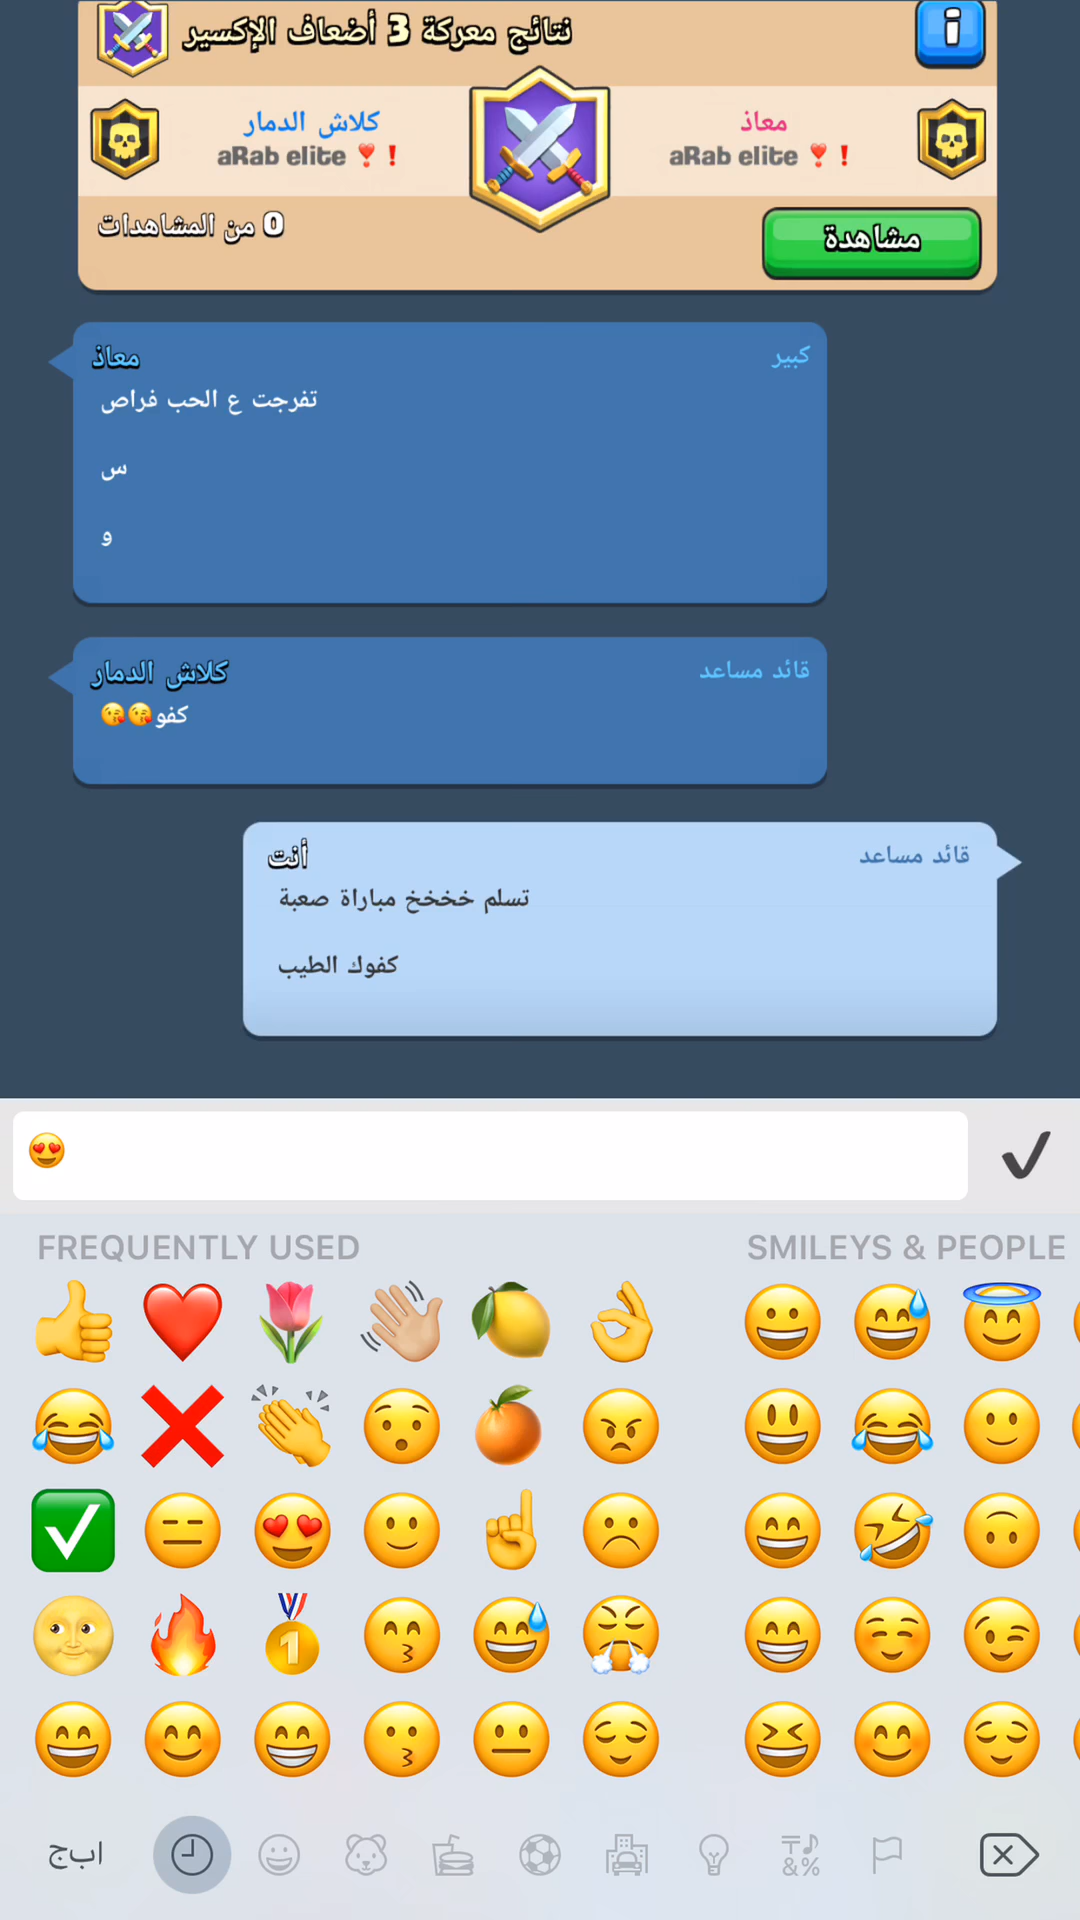 نتائج معركة 3 أضعاف الإكسير
i
كلاش الدمار
aRab elite ❣️❗
معاذ
aRab elite ❣️❗
0 من المشاهدات
مشاهدة
معاذ
كبير
تفرجت ع الحب فراص
س
و
كلاش الدمار
قائد مساعد
كفو😘😘
أنت
قائد مساعد
تسلم خخخخ مباراة صعبة
كفوك الطيب
😍
FREQUENTLY USED
SMILEYS & PEOPLE
ا ب ج